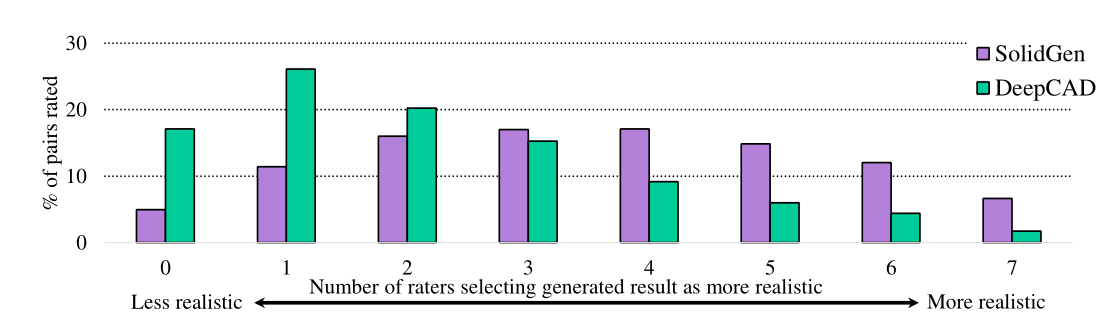 30
20
10
0
% of pairs rated
SolidGen
DeepCAD
0 1 2 3 4 5 6 7
Number of raters selecting generated result as more realistic
Less realistic
More realistic